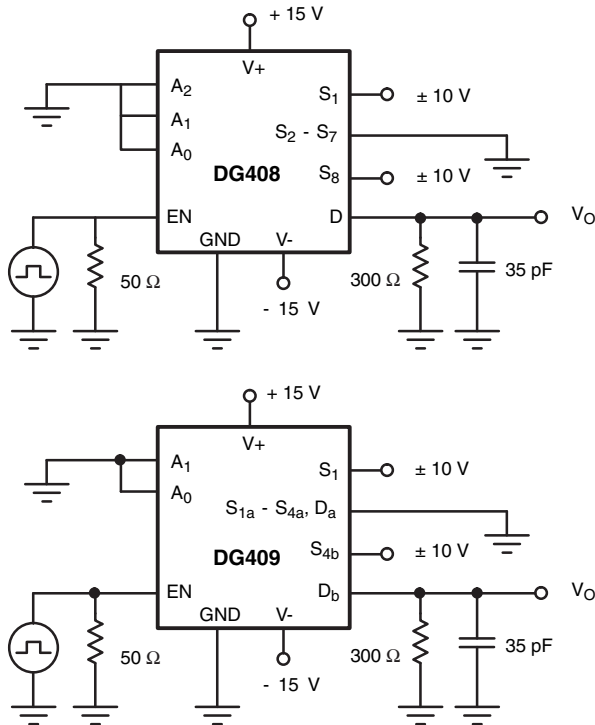 + 15 V
V+
A2
S1
± 10 V
A1
S2 - S7
A0
DG408
S8
± 10 V
EN
D
VO
GND
V-
50 Ω
300 Ω
35 pF
- 15 V
+ 15 V
V+
A1
S1
± 10 V
A0
S1a - S4a, Da
S4b
± 10 V
DG409
EN
Db
VO
GND
V-
50 Ω
300 Ω
35 pF
- 15 V